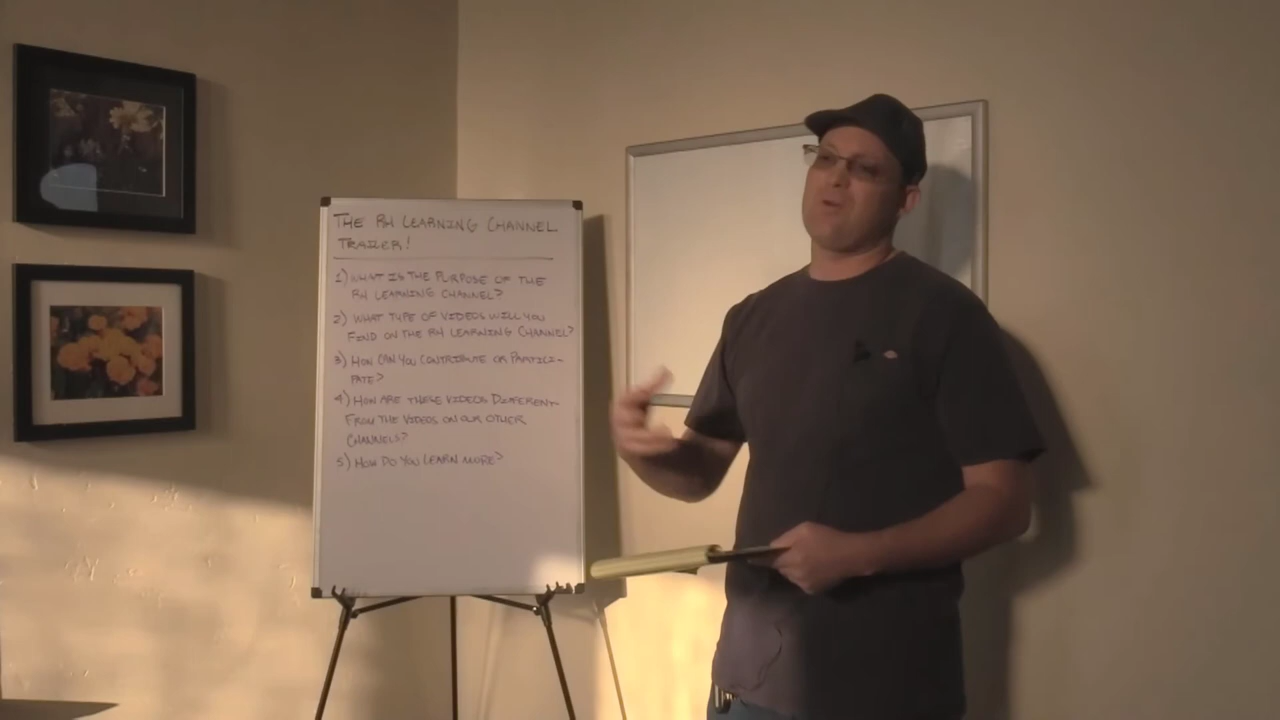 THE RH LEARNING CHANNEL
TRAILER!
1) WHAT IS THE PURPOSE OF THE
RH LEARNING CHANNEL?
2) WHAT TYPE OF VIDEOS WILL YOU
FIND ON THE RH LEARNING CHANNEL?
3) HOW CAN YOU CONTRIBUTE OR PARTICI-
PATE?
4) HOW ARE THESE VIDEOS DIFFERENT
FROM THE VIDEOS ON OUR OTHER
CHANNELS?
5) HOW DO YOU LEARN MORE?